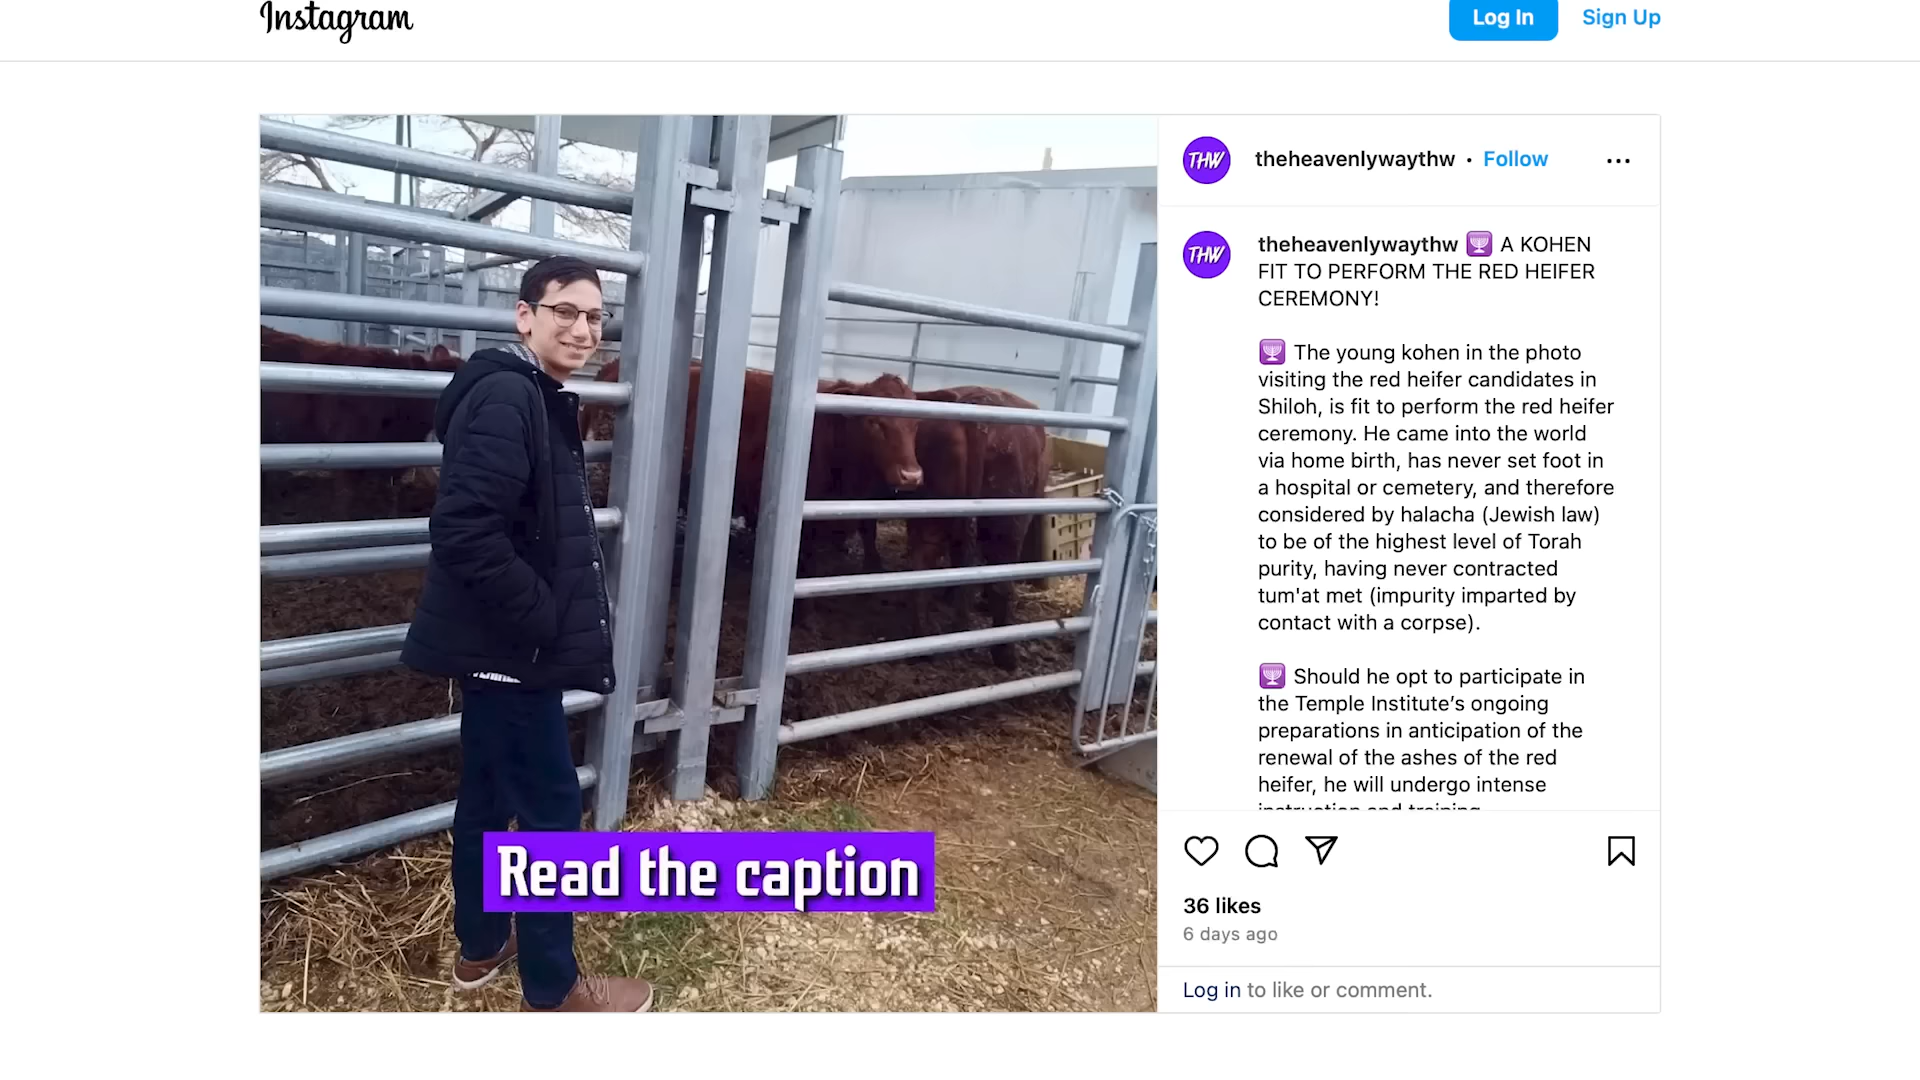 Instagram
Log In
Sign Up
THW
theheavenlywaythw • Follow
THW
theheavenlywaythw 🕎 A KOHEN
FIT TO PERFORM THE RED HEIFER
CEREMONY!
🕎 The young kohen in the photo
visiting the red heifer candidates in
Shiloh, is fit to perform the red heifer
ceremony. He came into the world
via home birth, has never set foot in
a hospital or cemetery, and therefore
considered by halacha (Jewish law)
to be of the highest level of Torah
purity, having never contracted
tum'at met (impurity imparted by
contact with a corpse).
🕎 Should he opt to participate in
the Temple Institute’s ongoing
preparations in anticipation of the
renewal of the ashes of the red
heifer, he will undergo intense
instruction and training
Read the caption
36 likes
6 days ago
Log in to like or comment.